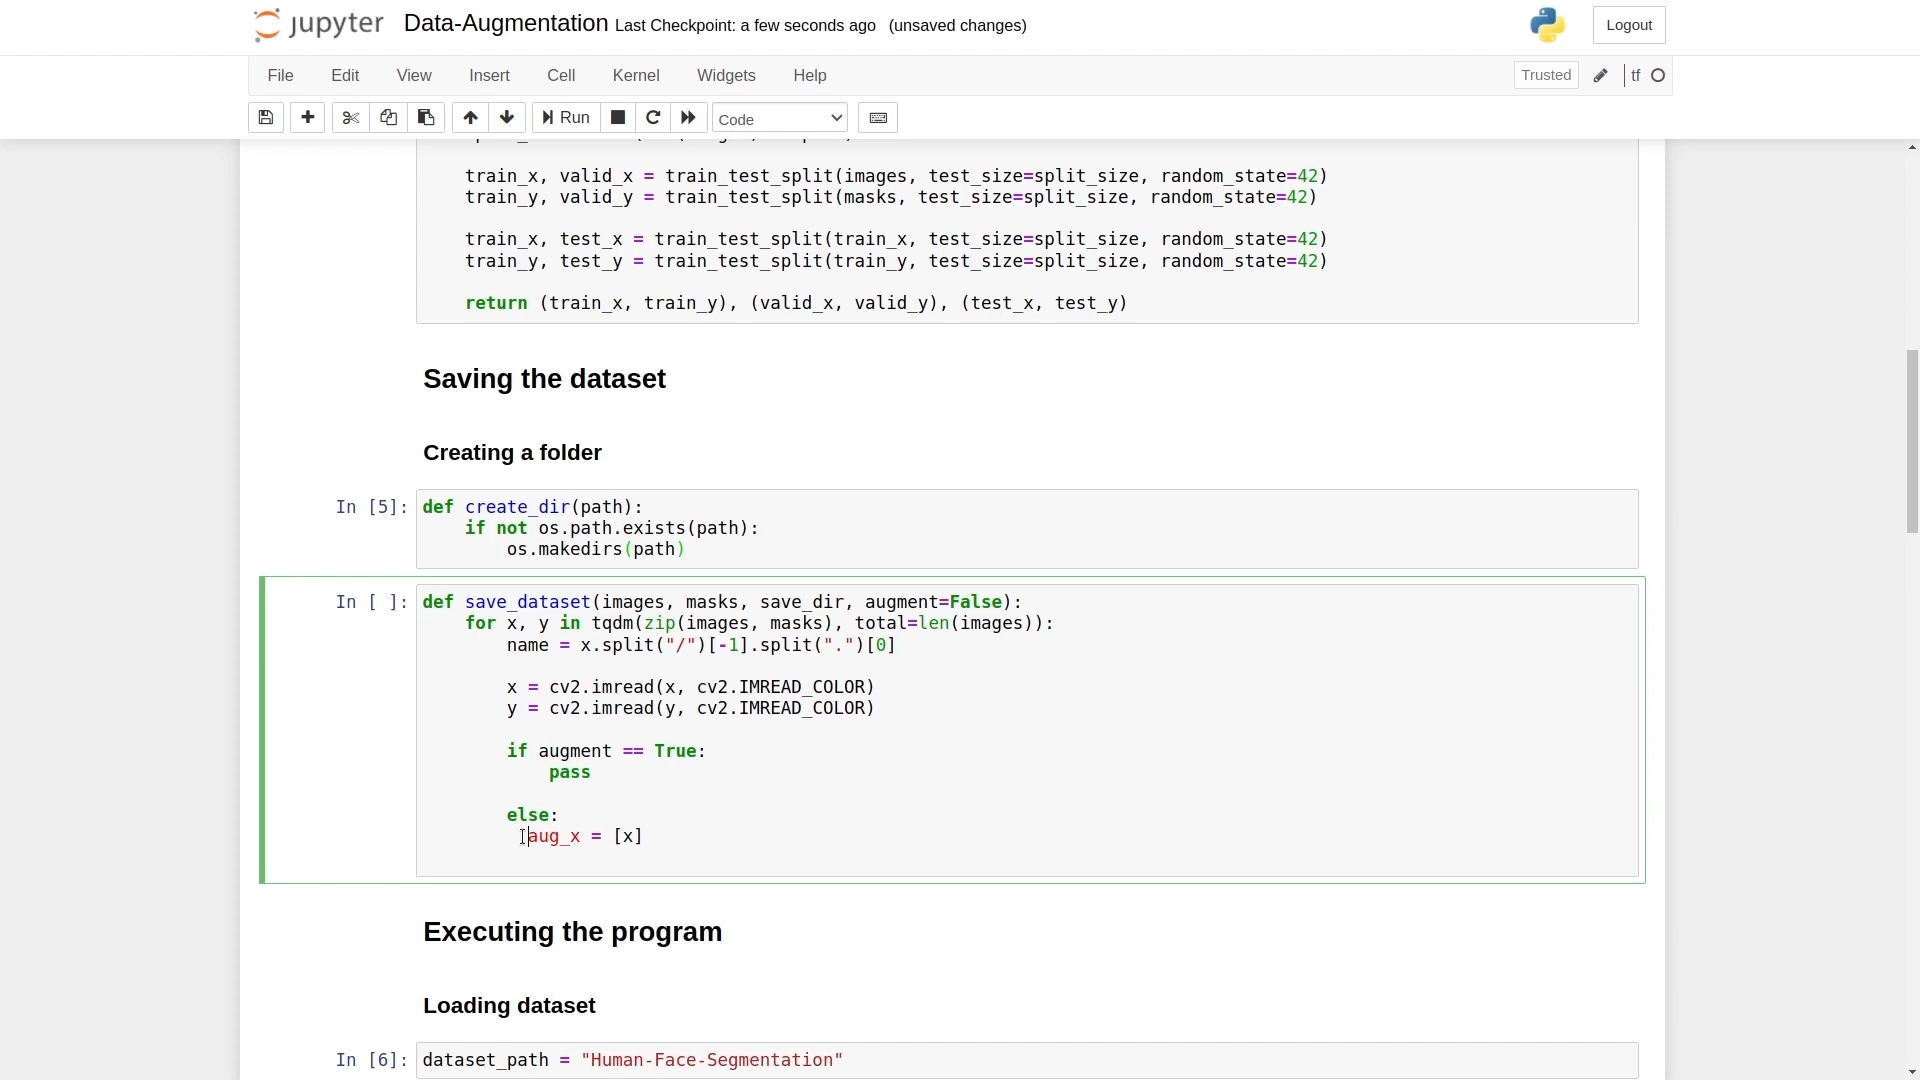 jupyter Data-Augmentation Last Checkpoint: a few seconds ago (unsaved changes) Logout
File Edit View Insert Cell Kernel Widgets Help Trusted tf
Run Code
train_x, valid_x = train_test_split(images, test_size=split_size, random_state=42)
train_y, valid_y = train_test_split(masks, test_size=split_size, random_state=42)
train_x, test_x = train_test_split(train_x, test_size=split_size, random_state=42)
train_y, test_y = train_test_split(train_y, test_size=split_size, random_state=42)
return (train_x, train_y), (valid_x, valid_y), (test_x, test_y)
Saving the dataset
Creating a folder
In [5]: def create_dir(path):
if not os.path.exists(path):
os.makedirs(path)
In [ ]: def save_dataset(images, masks, save_dir, augment=False):
for x, y in tqdm(zip(images, masks), total=len(images)):
name = x.split("/")[-1].split(".")[0]
x = cv2.imread(x, cv2.IMREAD_COLOR)
y = cv2.imread(y, cv2.IMREAD_COLOR)
if augment == True:
pass
else:
aug_x = [x]
Executing the program
Loading dataset
In [6]: dataset_path = "Human-Face-Segmentation"